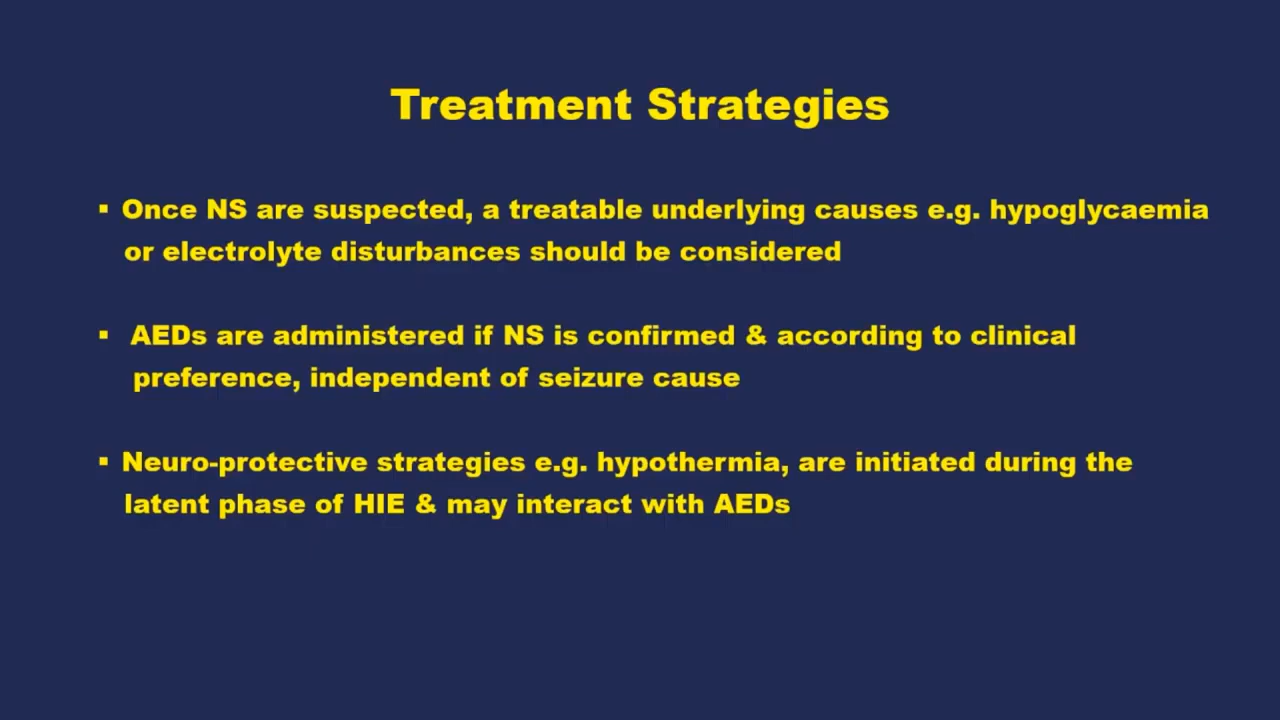 Treatment Strategies
▪ Once NS are suspected, a treatable underlying causes e.g. hypoglycaemia
or electrolyte disturbances should be considered
▪ AEDs are administered if NS is confirmed & according to clinical
preference, independent of seizure cause
▪ Neuro-protective strategies e.g. hypothermia, are initiated during the
latent phase of HIE & may interact with AEDs